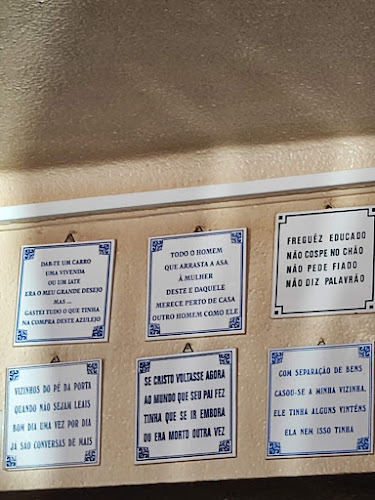 DAR-TE UM CARRO
UMA VIVENDA
OU UM IATE
ERA O MEU GRANDE DESEJO
MAS ...
GASTEI TUDO O QUE TINHA
NA COMPRA DESTE AZULEJO
TODO O HOMEM
QUE ARRASTA A ASA
À MULHER
DESTE E DAQUELE
MERECE PERTO DE CASA
OUTRO HOMEM COMO ELE
FREGUÊZ EDUCADO
NÃO COSPE NO CHÃO
NÃO PEDE FIADO
NÃO DIZ PALAVRÃO
VIZINHOS DO PÉ DA PORTA
QUANDO NÃO SEJAM LEAIS
BOM DIA UMA VEZ POR DIA
JÁ SAO CONVERSAS DE MAIS
SE CRISTO VOLTASSE AGORA
AO MUNDO QUE SEU PAI FEZ
TINHA QUE SE IR EMBORA
OU ERA MORTO OUTRA VEZ
COM SEPARAÇÃO DE BENS
CASOU-SE A MINHA VIZINHA,
ELE TINHA ALGUNS VINTÉNS
ELA NEM ISSO TINHA